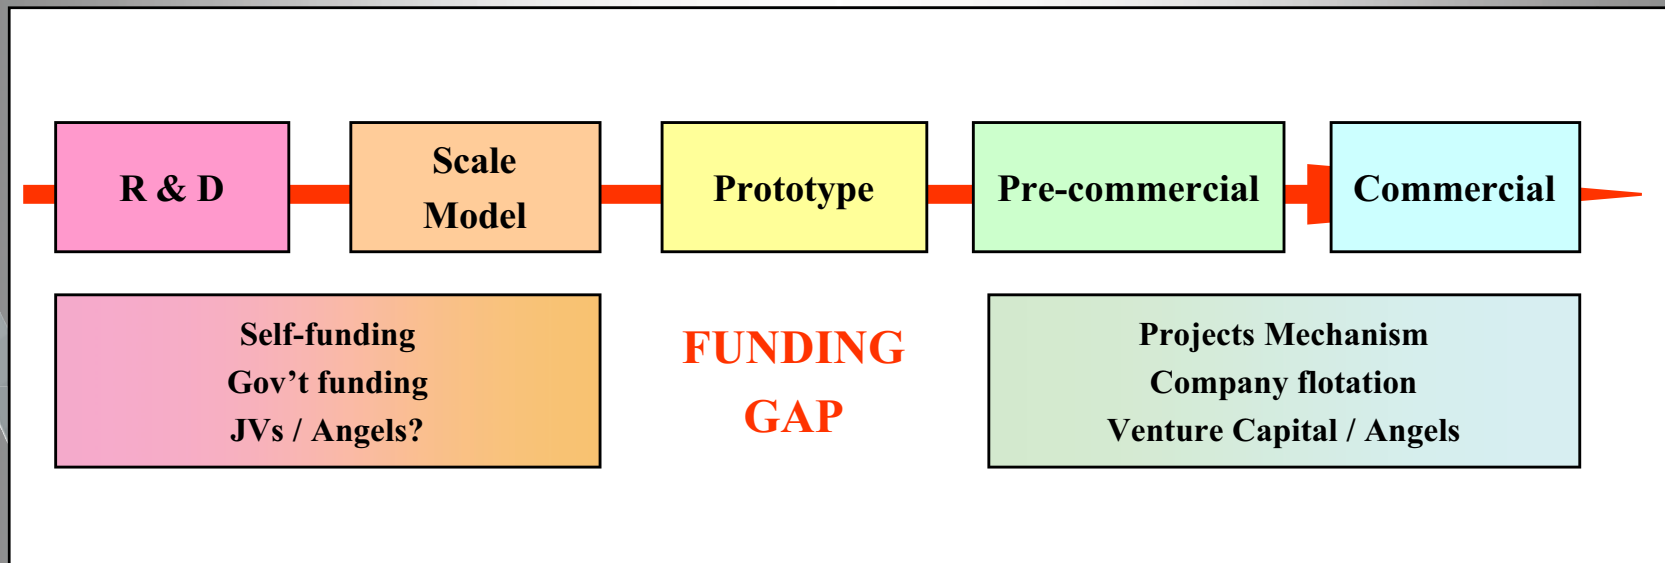 R & D
Scale
Model
Prototype
Pre-commercial
Commercial
Self-funding
Gov’t funding
JVs / Angels?
FUNDING
GAP
Projects Mechanism
Company flotation
Venture Capital / Angels